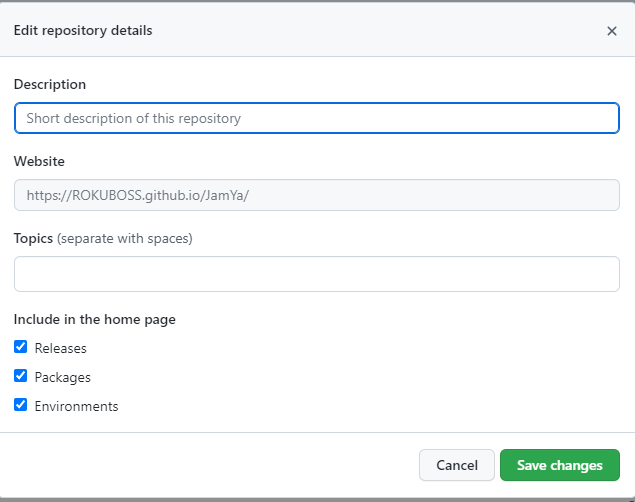 Edit repository details
Description
Short description of this repository
Website
https://ROKUBOSS.github.io/JamYa/
Topics (separate with spaces)
Include in the home page
Releases
Packages
Environments
Cancel Save changes